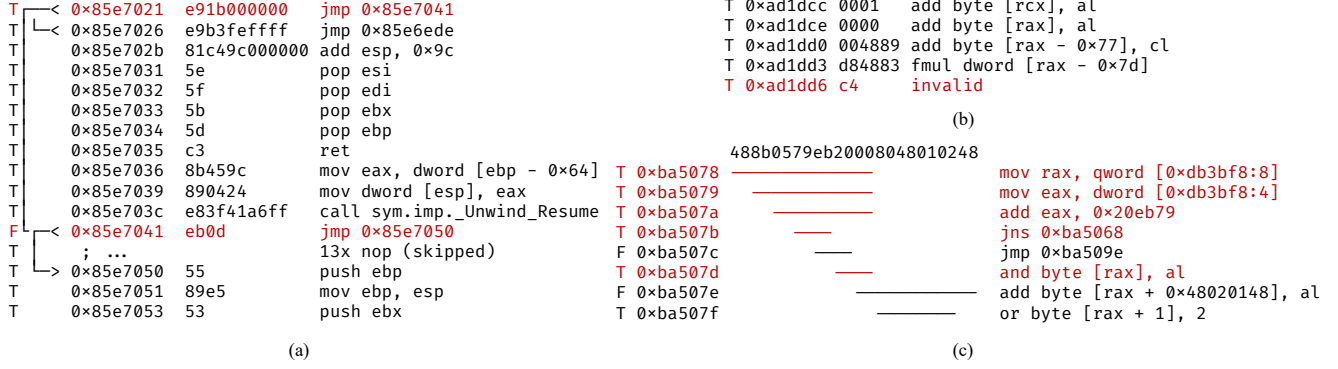 T 0×85e7021 e91b000000 jmp 0×85e7041
T 0×85e7026 e9b3feffff jmp 0×85e6ede
T 0×85e702b 81c49c000000 add esp, 0×9c
T 0×85e7031 5e pop esi
T 0×85e7032 5f pop edi
T 0×85e7033 5b pop ebx
T 0×85e7034 5d pop ebp
T 0×85e7035 c3 ret
T 0×85e7036 8b459c mov eax, dword [ebp - 0×64]
T 0×85e7039 890424 mov dword [esp], eax
T 0×85e703c e83f41a6ff call sym.imp._Unwind_Resume
F 0×85e7041 eb0d jmp 0×85e7050
T ; ... 13x nop (skipped)
T 0×85e7050 55 push ebp
T 0×85e7051 89e5 mov ebp, esp
T 0×85e7053 53 push ebx
(a)
T 0×ad1dcc 0001 add byte [rcx], al
T 0×ad1dce 0000 add byte [rax], al
T 0×ad1dd0 004889 add byte [rax - 0×77], cl
T 0×ad1dd3 d84883 fmul dword [rax - 0×7d]
T 0×ad1dd6 c4 invalid
(b)
488b0579eb20008048010248
T 0×ba5078 mov rax, qword [0×db3bf8:8]
T 0×ba5079 mov eax, dword [0×db3bf8:4]
T 0×ba507a add eax, 0×20eb79
T 0×ba507b jns 0×ba5068
F 0×ba507c jmp 0×ba509e
T 0×ba507d and byte [rax], al
F 0×ba507e add byte [rax + 0×48020148], al
T 0×ba507f or byte [rax + 1], 2
(c)